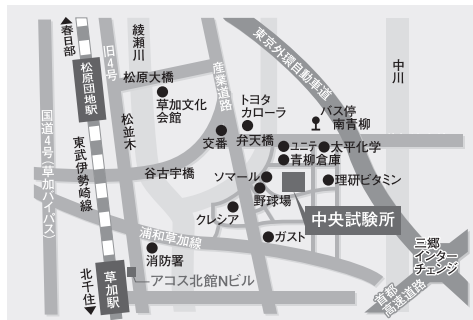 ▲春日部
松原団地駅
旧4号
綾瀬川
松原大橋
草加文化
会館
産業道路
東京外環自動車道
中川
トヨタ
カローラ
バス停
南青柳
国道4号(草加バイパス)
東武伊勢崎線
松並木
交番
弁天橋
ユニテ
太平化学
青柳倉庫
谷古宇橋
ソマール
理研ビタミン
野球場
クレシア
中央試験所
浦和草加線
ガスト
消防署
三郷
インター
チェンジ
アコス北館Nビル
北千住▼
草加駅
首都
高速道路